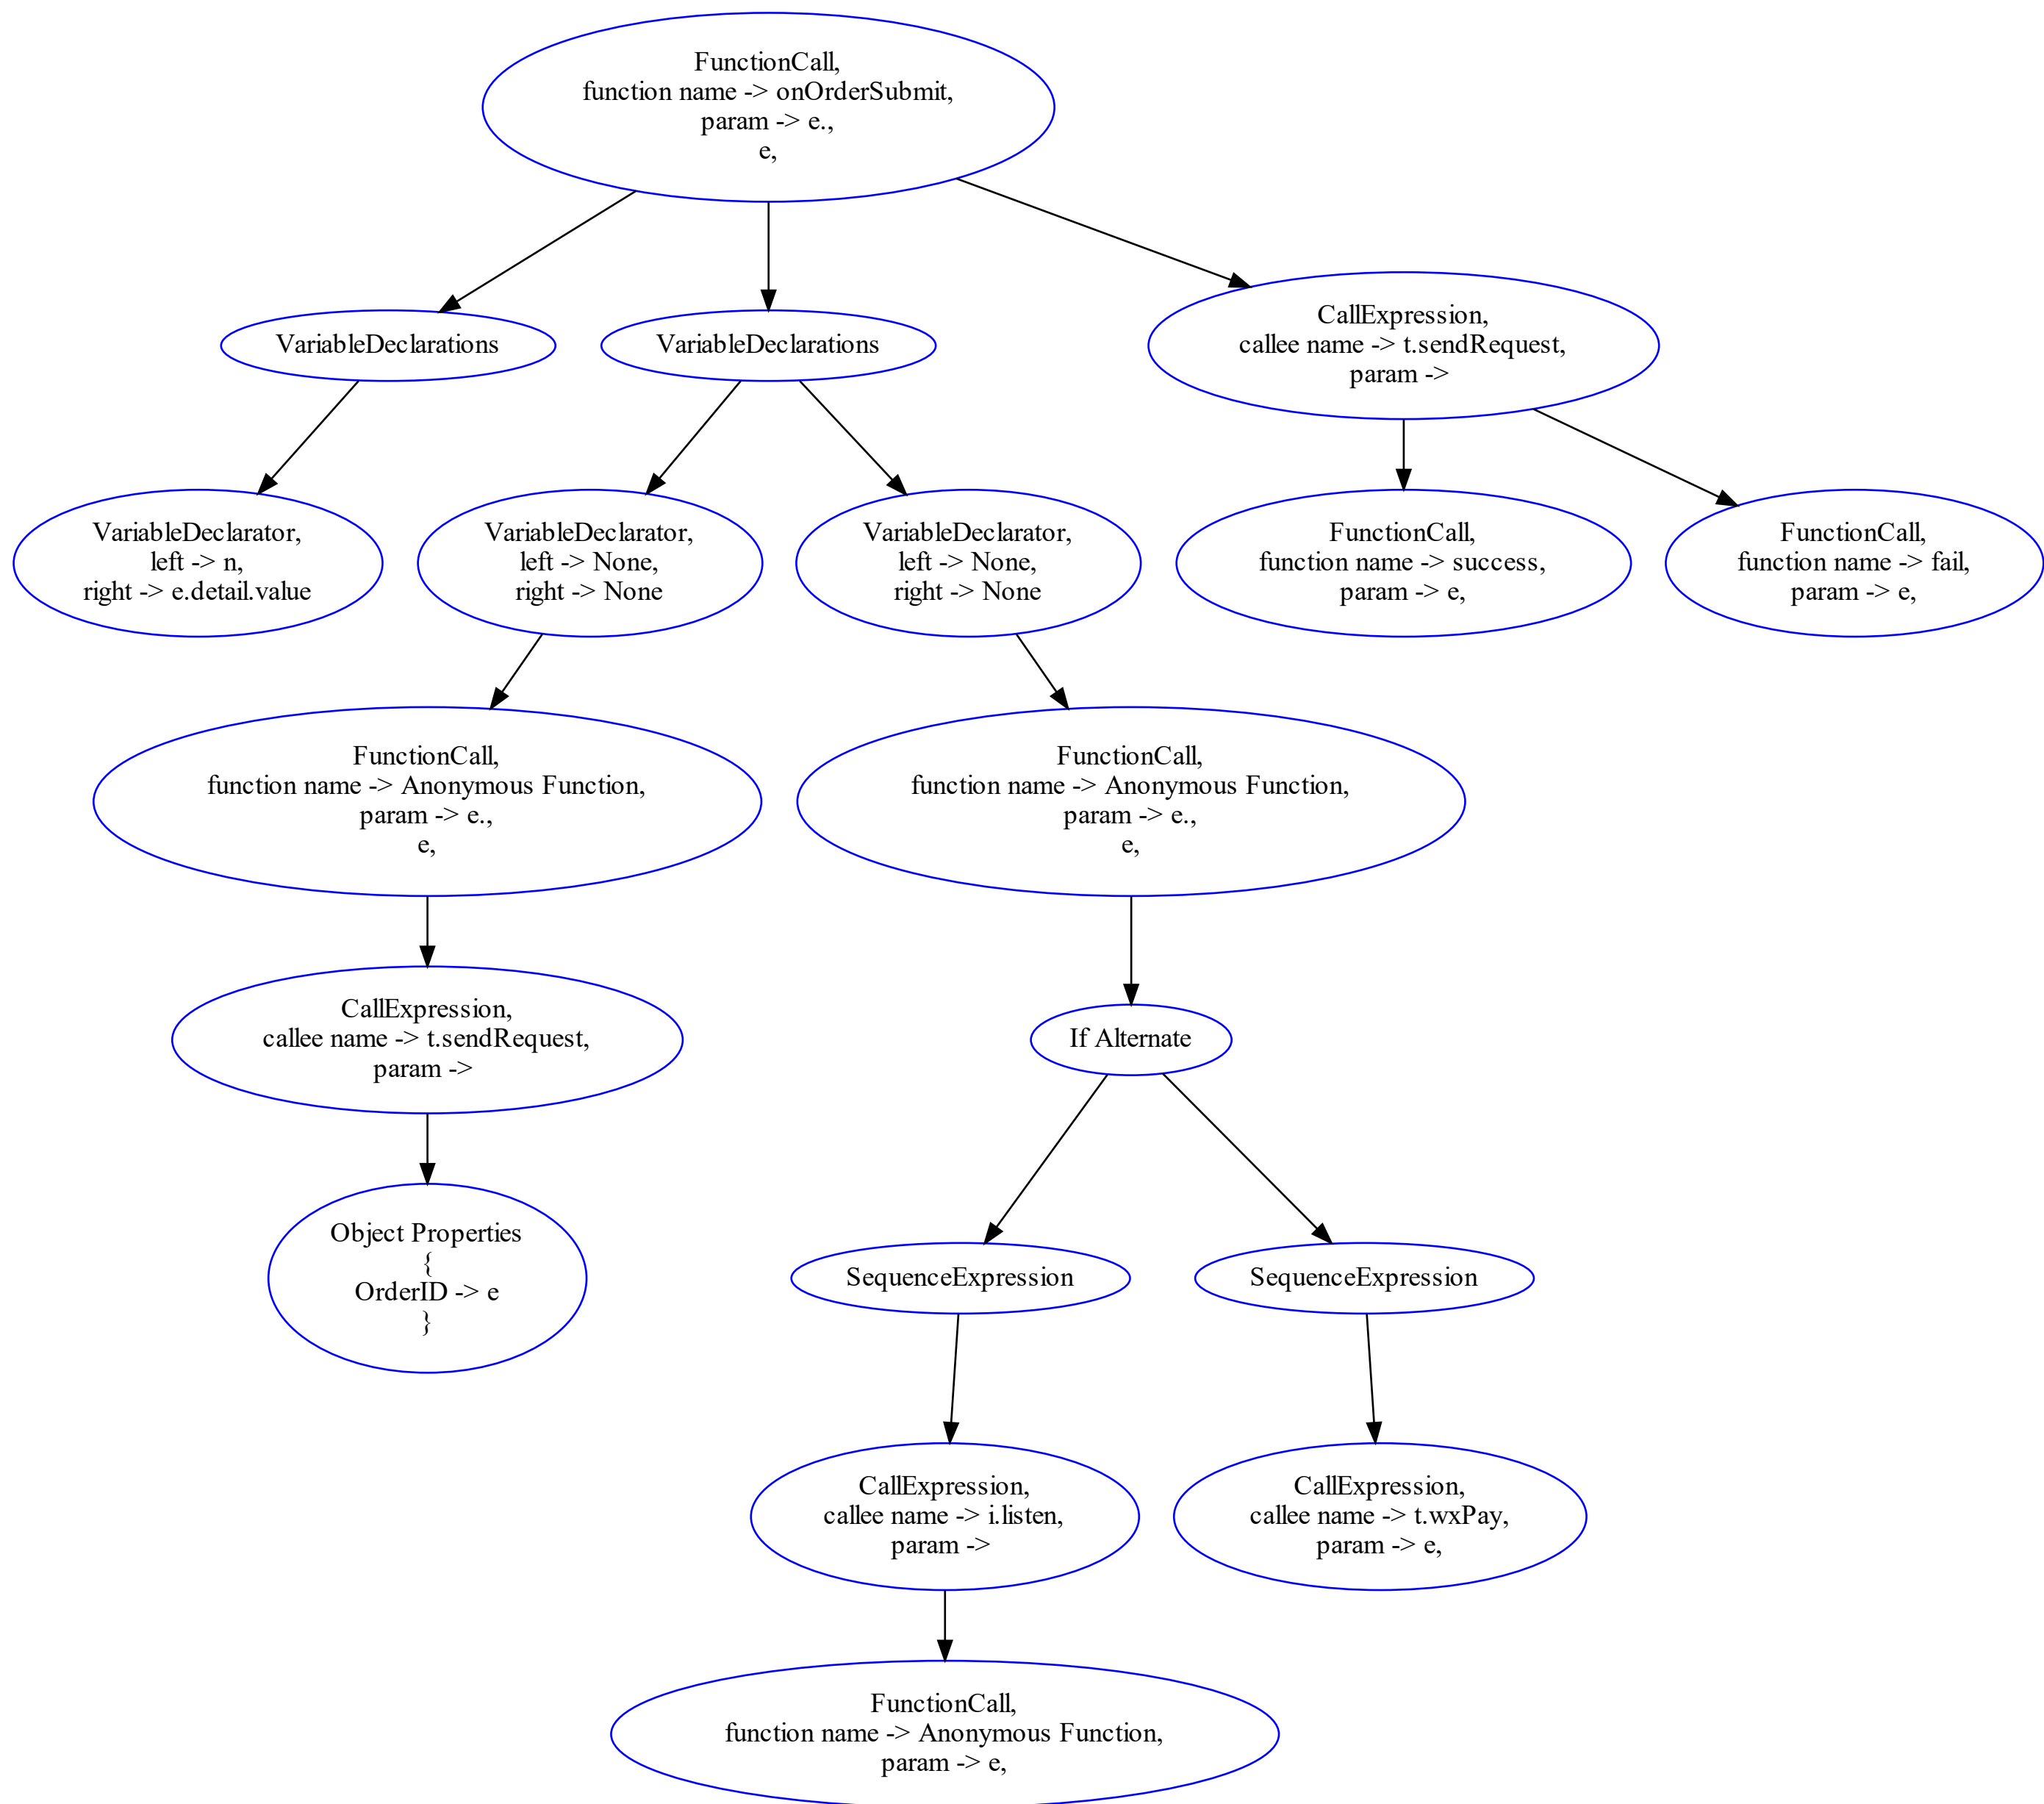 FunctionCall,
function name -> onOrderSubmit,
param -> e.,
e,
VariableDeclarations
VariableDeclarations
CallExpression,
callee name -> t.sendRequest,
param ->
VariableDeclarator,
left -> n,
right -> e.detail.value
VariableDeclarator,
left -> None,
right -> None
VariableDeclarator,
left -> None,
right -> None
FunctionCall,
function name -> success,
param -> e,
FunctionCall,
function name -> fail,
param -> e,
FunctionCall,
function name -> Anonymous Function,
param -> e.,
e,
FunctionCall,
function name -> Anonymous Function,
param -> e.,
e,
CallExpression,
callee name -> t.sendRequest,
param ->
If Alternate
Object Properties
{
OrderID -> e
}
SequenceExpression
SequenceExpression
CallExpression,
callee name -> i.listen,
param ->
CallExpression,
callee name -> t.wxPay,
param -> e,
FunctionCall,
function name -> Anonymous Function,
param -> e,